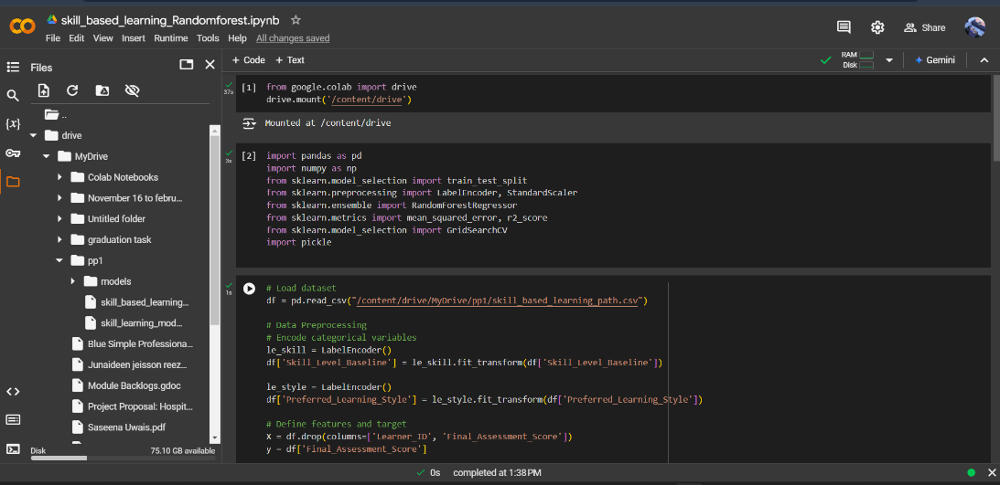 skill_based_learning_Randomforest.ipynb
File Edit View Insert Runtime Tools Help All changes saved
Share
Files
+ Code + Text
RAM
Disk
Gemini
..
drive
MyDrive
Colab Notebooks
November 16 to febru...
Untitled folder
graduation task
pp1
models
skill_based_learning...
skill_learning_mod...
Blue Simple Professiona...
Junaideen jeisson reez...
Module Backlogs.gdoc
Project Proposal: Hospit...
Saseena Uwais.pdf
Disk 75.10 GB available
37s
[1] from google.colab import drive
drive.mount('/content/drive')
Mounted at /content/drive
3s
[2] import pandas as pd
import numpy as np
from sklearn.model_selection import train_test_split
from sklearn.preprocessing import LabelEncoder, StandardScaler
from sklearn.ensemble import RandomForestRegressor
from sklearn.metrics import mean_squared_error, r2_score
from sklearn.model_selection import GridSearchCV
import pickle
1s
# Load dataset
df = pd.read_csv("/content/drive/MyDrive/pp1/skill_based_learning_path.csv")
# Data Preprocessing
# Encode categorical variables
le_skill = LabelEncoder()
df['Skill_Level_Baseline'] = le_skill.fit_transform(df['Skill_Level_Baseline'])
le_style = LabelEncoder()
df['Preferred_Learning_Style'] = le_style.fit_transform(df['Preferred_Learning_Style'])
# Define features and target
X = df.drop(columns=['Learner_ID', 'Final_Assessment_Score'])
y = df['Final_Assessment_Score']
0s completed at 1:38 PM